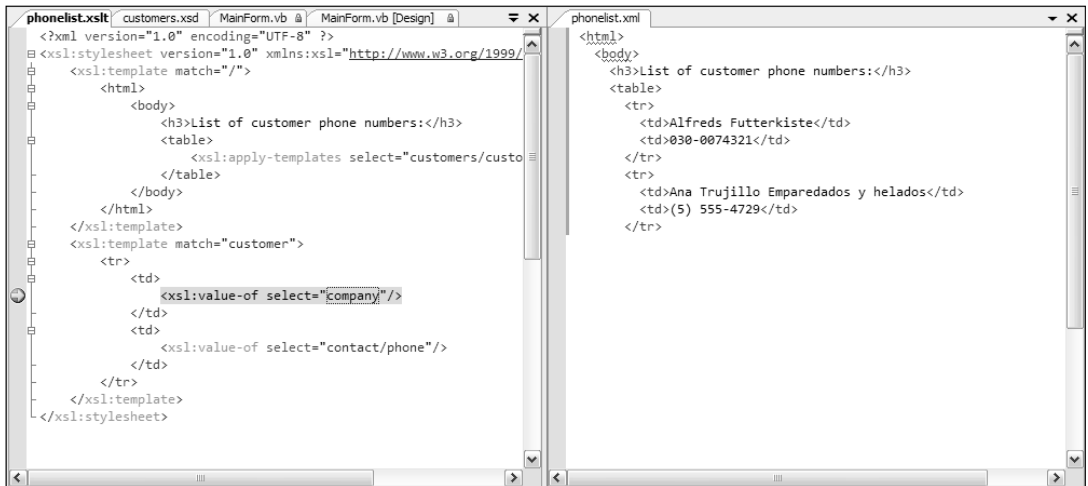 phonelist.xslt customers.xsd MainForm.vb MainForm.vb [Design]
<?xml version="1.0" encoding="UTF-8" ?>
<xsl:stylesheet version="1.0" xmlns:xsl="http://www.w3.org/1999/
<xsl:template match="/">
<html>
<body>
<h3>List of customer phone numbers:</h3>
<table>
<xsl:apply-templates select="customers/custo
</table>
</body>
</html>
</xsl:template>
<xsl:template match="customer">
<tr>
<td>
<xsl:value-of select="company"/>
</td>
<td>
<xsl:value-of select="contact/phone"/>
</td>
</tr>
</xsl:template>
</xsl:stylesheet>
phonelist.xml
<html>
<body>
<h3>List of customer phone numbers:</h3>
<table>
<tr>
<td>Alfreds Futterkiste</td>
<td>030-0074321</td>
</tr>
<tr>
<td>Ana Trujillo Emparedados y helados</td>
<td>(5) 555-4729</td>
</tr>